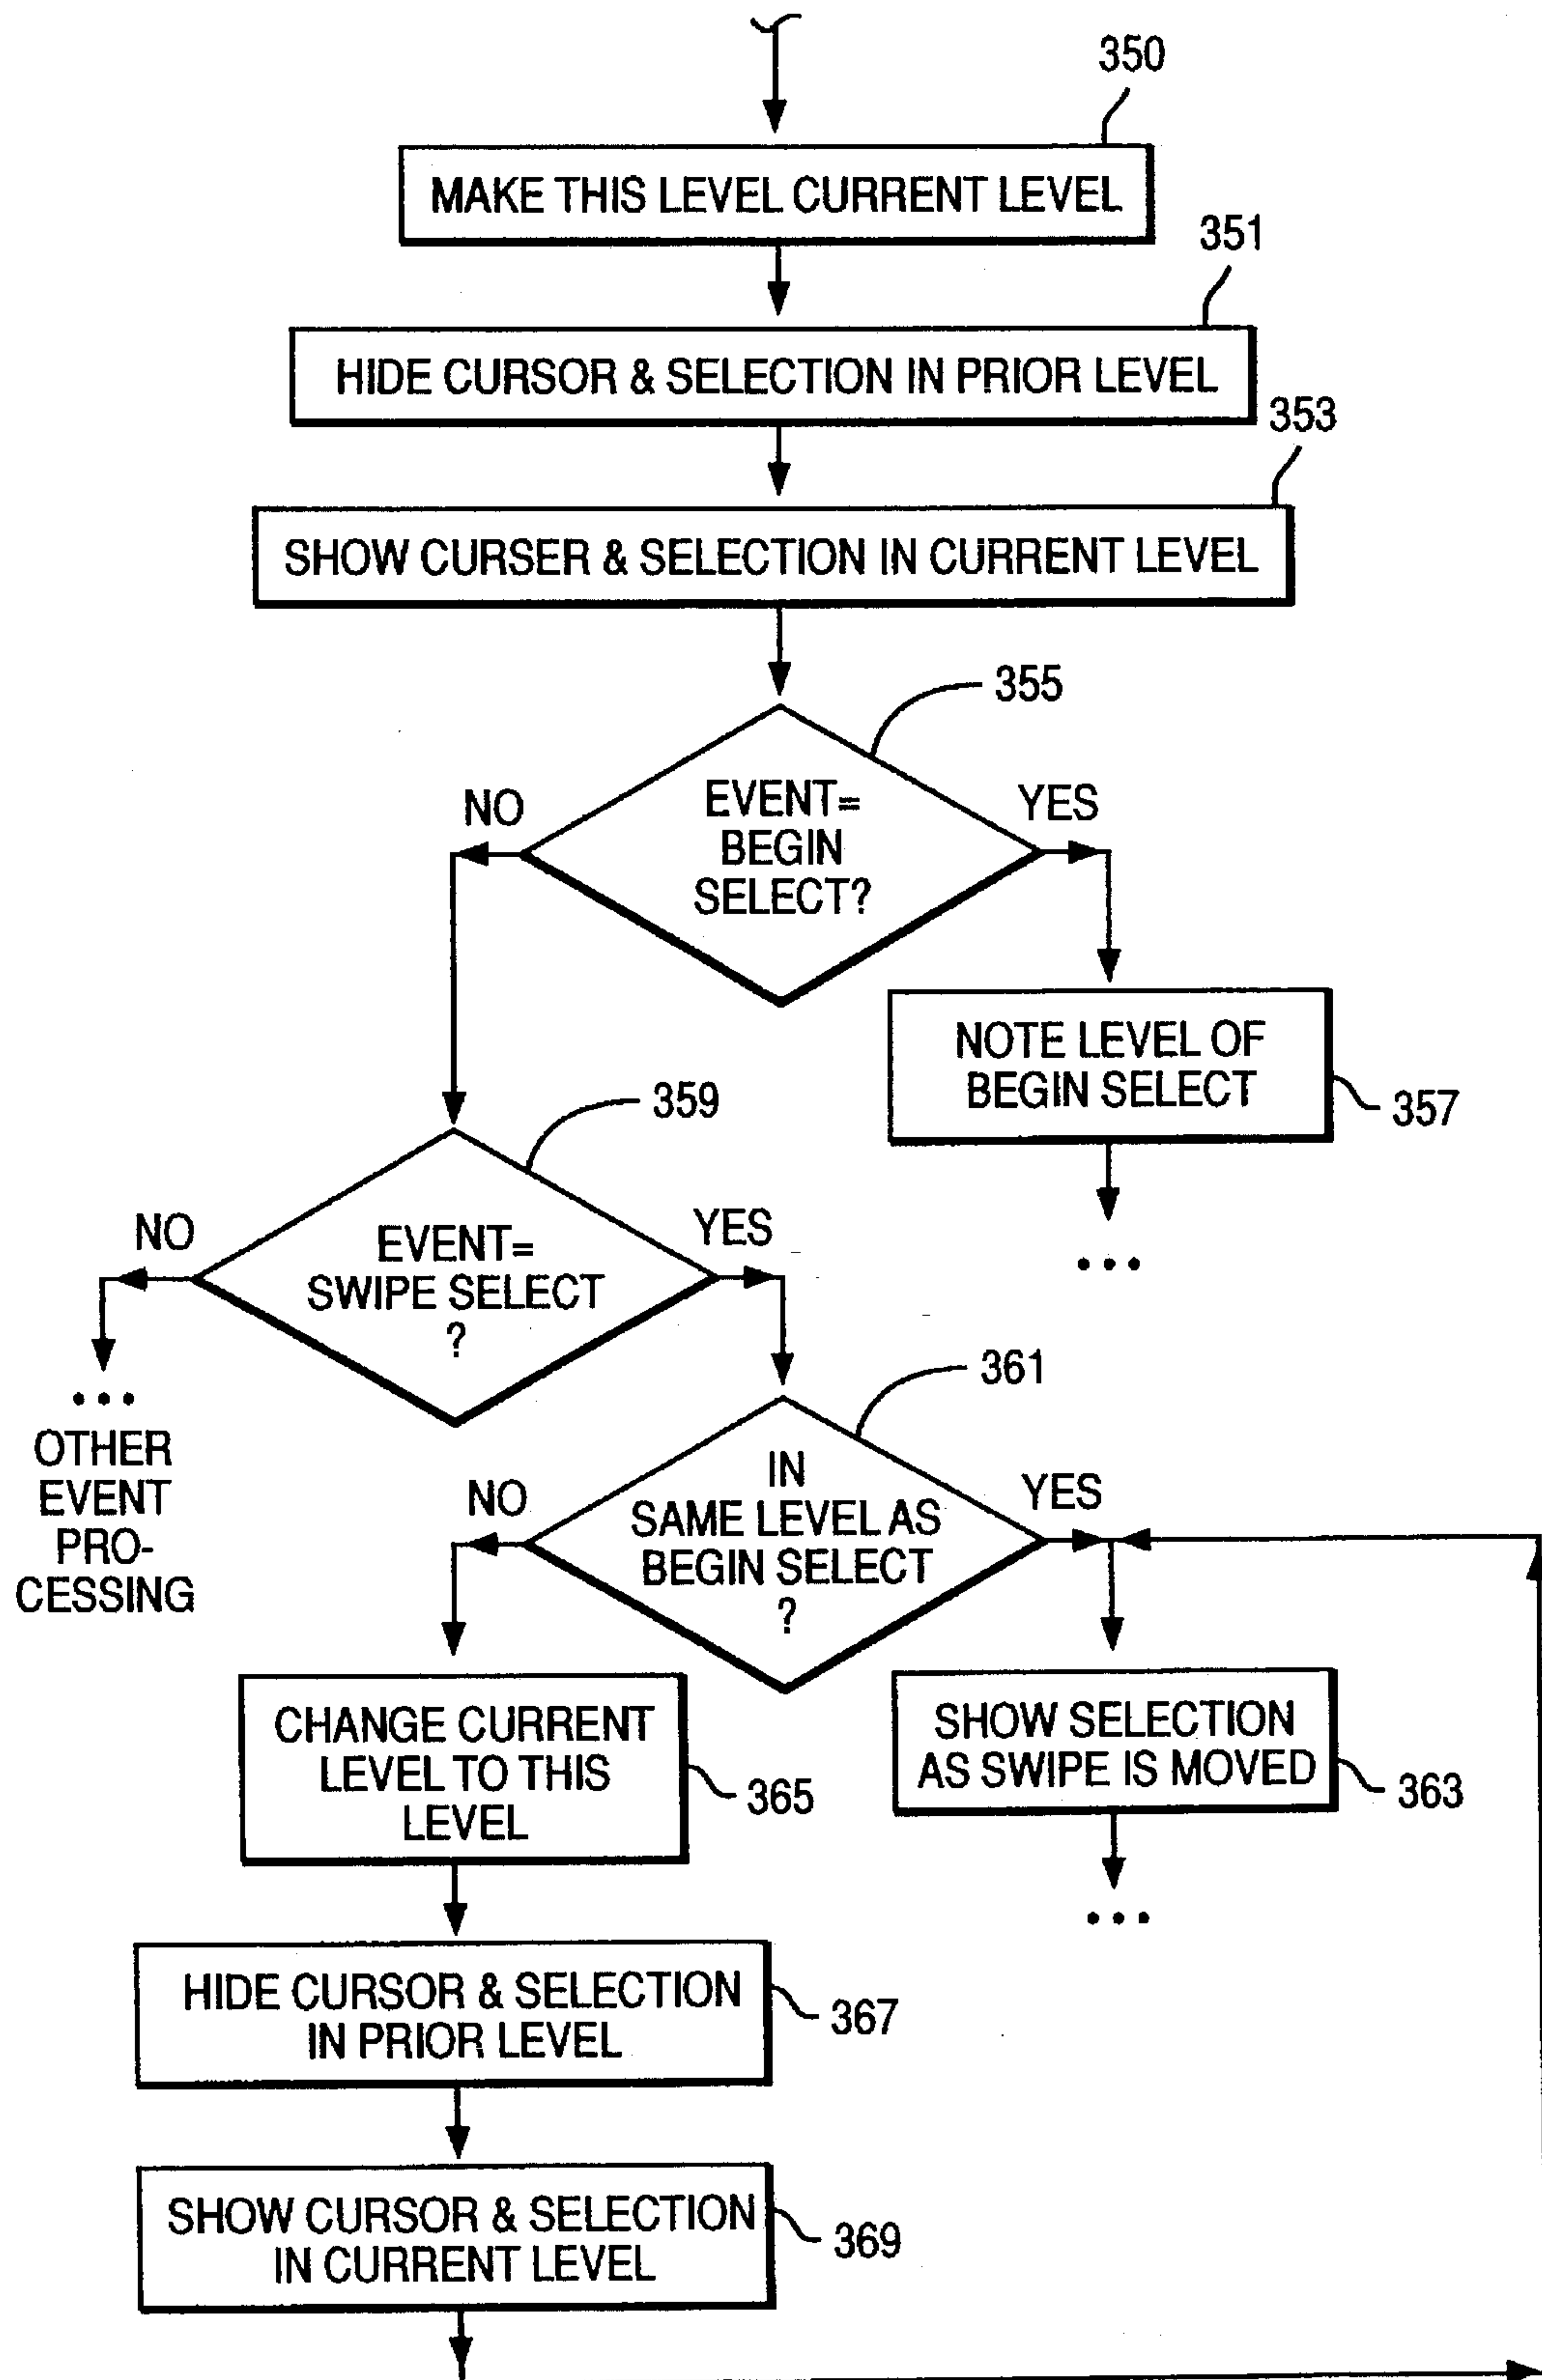 350
MAKE THIS LEVEL CURRENT LEVEL
351
HIDE CURSOR & SELECTION IN PRIOR LEVEL
353
SHOW CURSER & SELECTION IN CURRENT LEVEL
355
NO
EVENT=
BEGIN
SELECT?
YES
NOTE LEVEL OF
BEGIN SELECT
357
...
359
NO
EVENT=
SWIPE SELECT
?
YES
...
OTHER
EVENT
PRO-
CESSING
361
NO
IN
SAME LEVEL AS
BEGIN SELECT
?
YES
CHANGE CURRENT
LEVEL TO THIS
LEVEL
365
SHOW SELECTION
AS SWIPE IS MOVED
363
...
HIDE CURSOR & SELECTION
IN PRIOR LEVEL
367
SHOW CURSOR & SELECTION
IN CURRENT LEVEL
369